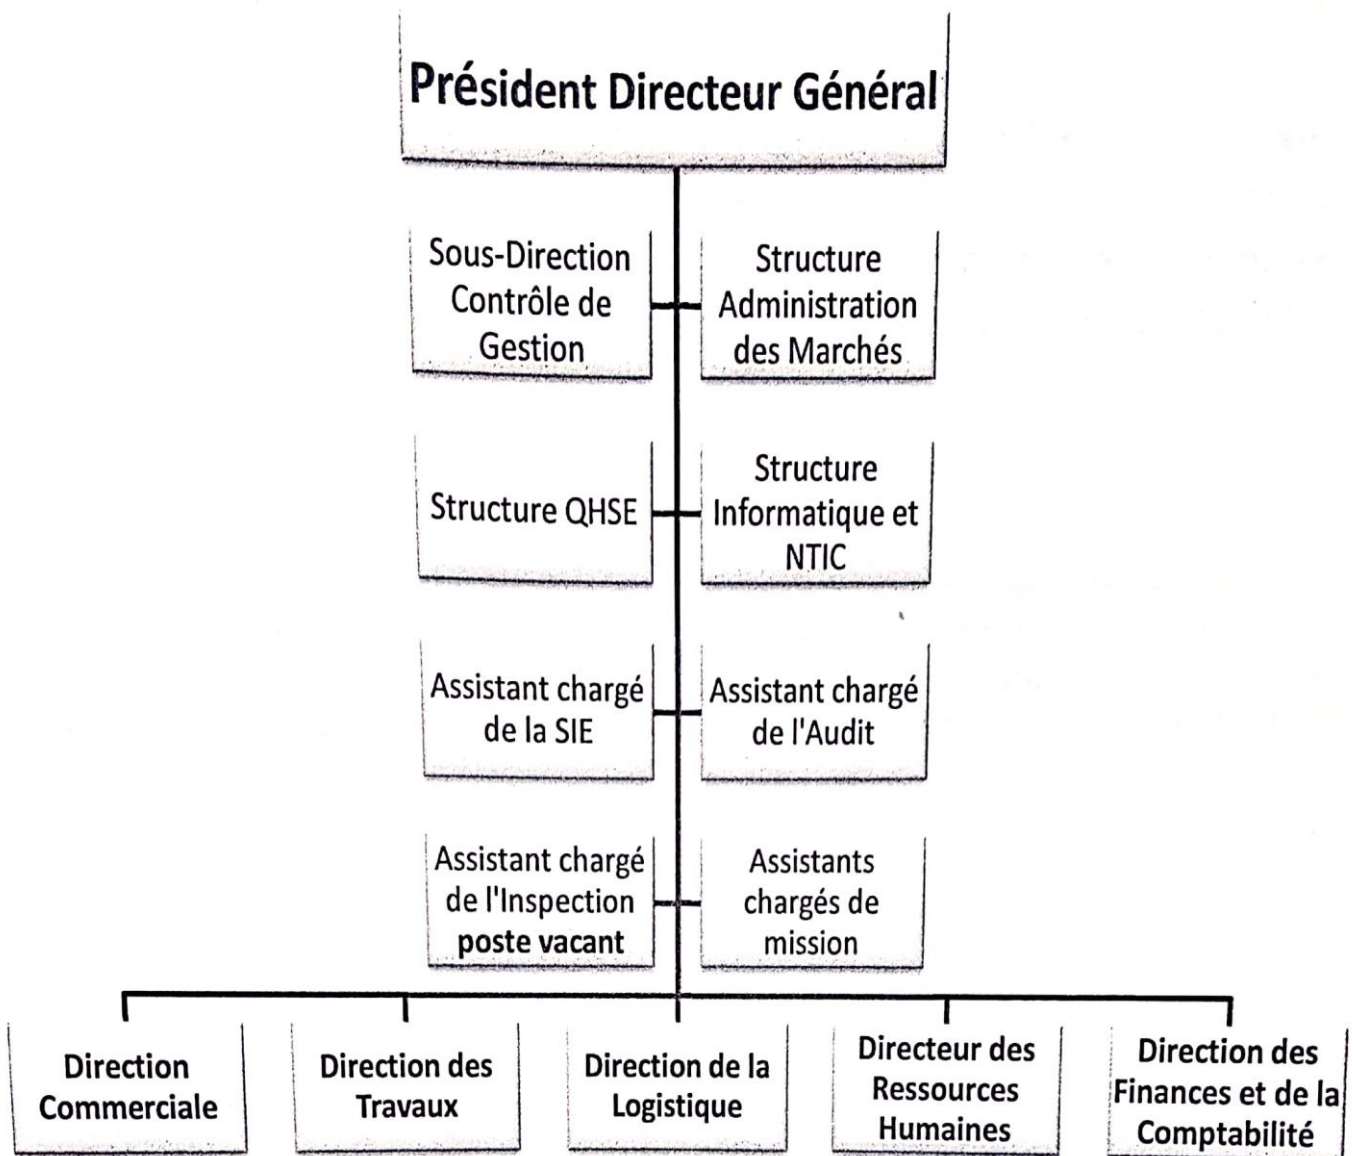 Président Directeur Général
Sous-Direction
Contrôle de
Gestion
Structure
Administration
des Marchés
Structure QHSE
Structure
Informatique et
NTIC
Assistant chargé
de la SIE
Assistant chargé
de l'Audit
Assistant chargé
de l'Inspection
poste vacant
Assistants
chargés de
mission
Direction
Commerciale
Direction des
Travaux
Direction de la
Logistique
Directeur des
Ressources
Humaines
Direction des
Finances et de la
Comptabilité